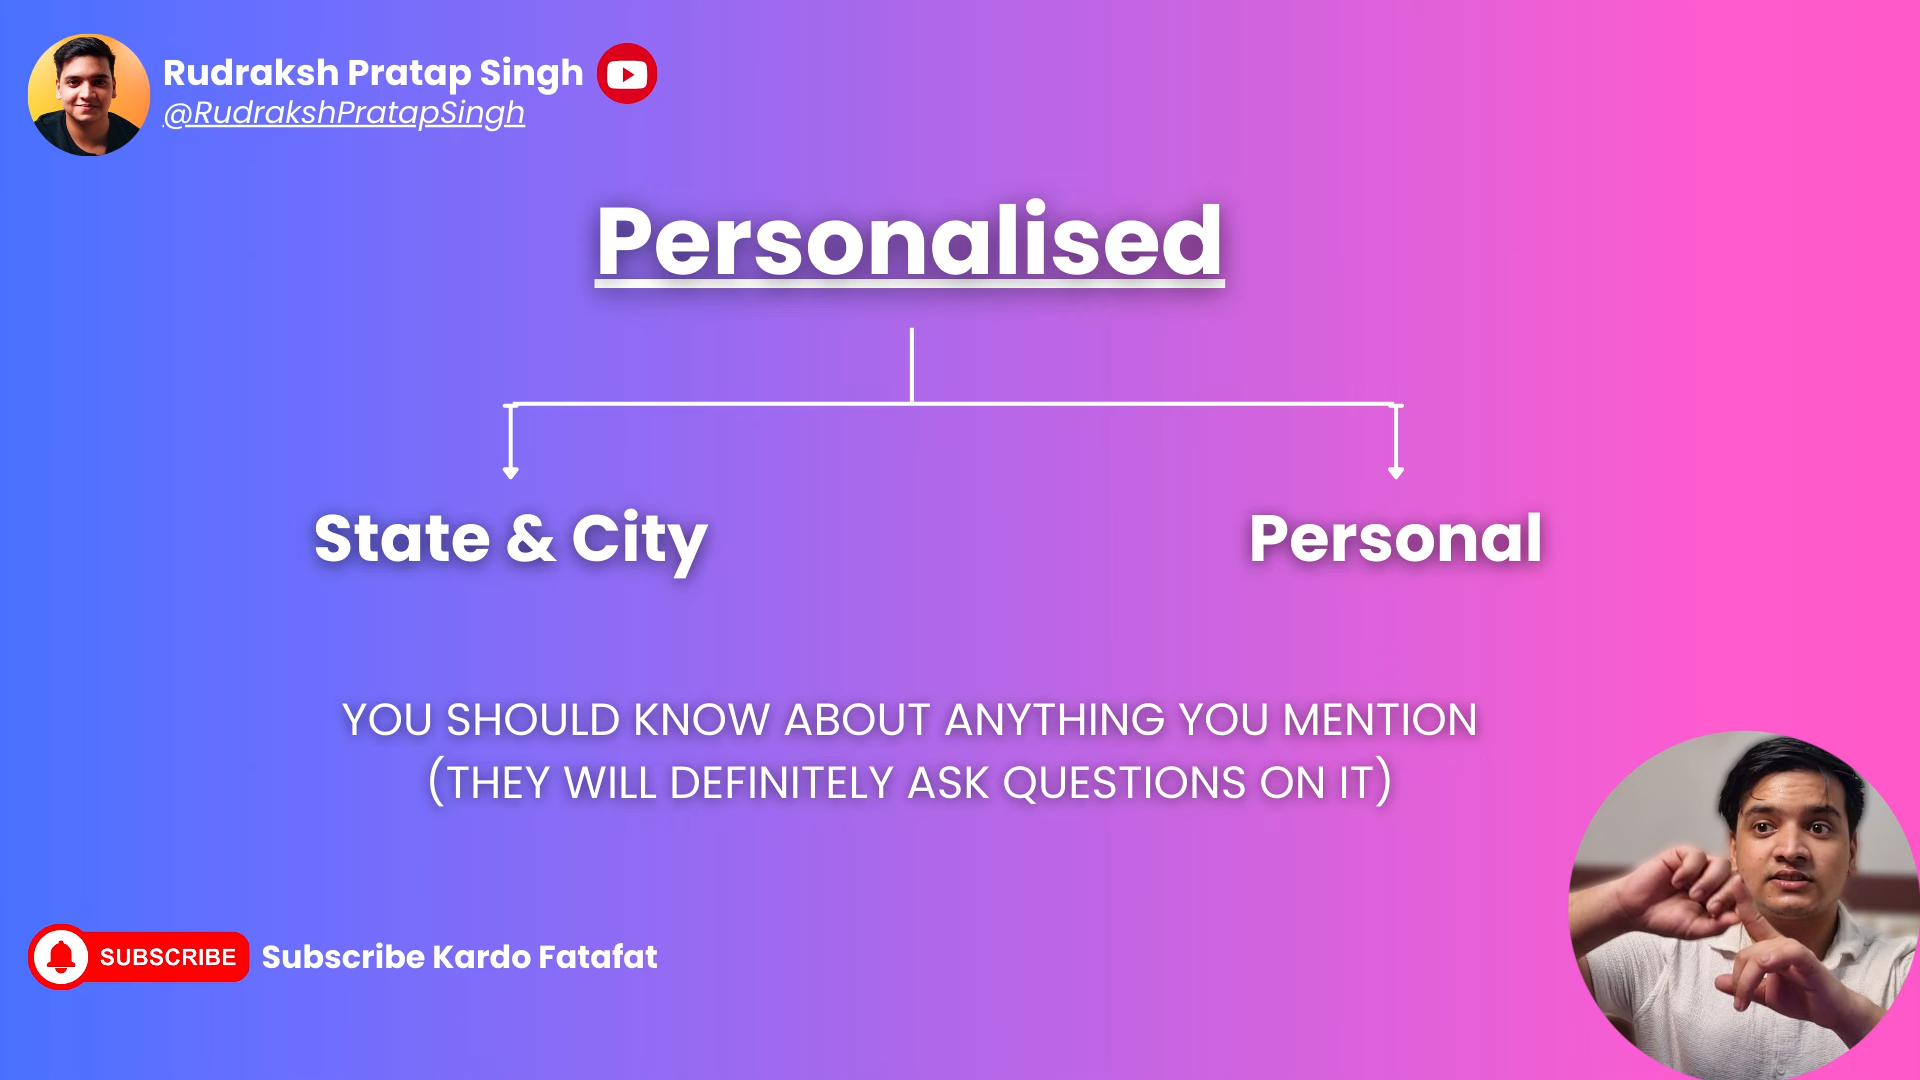 Rudraksh Pratap Singh
@RudrakshPratapSingh
Personalised
State & City
Personal
YOU SHOULD KNOW ABOUT ANYTHING YOU MENTION
(THEY WILL DEFINITELY ASK QUESTIONS ON IT)
SUBSCRIBE Subscribe Kardo Fatafat